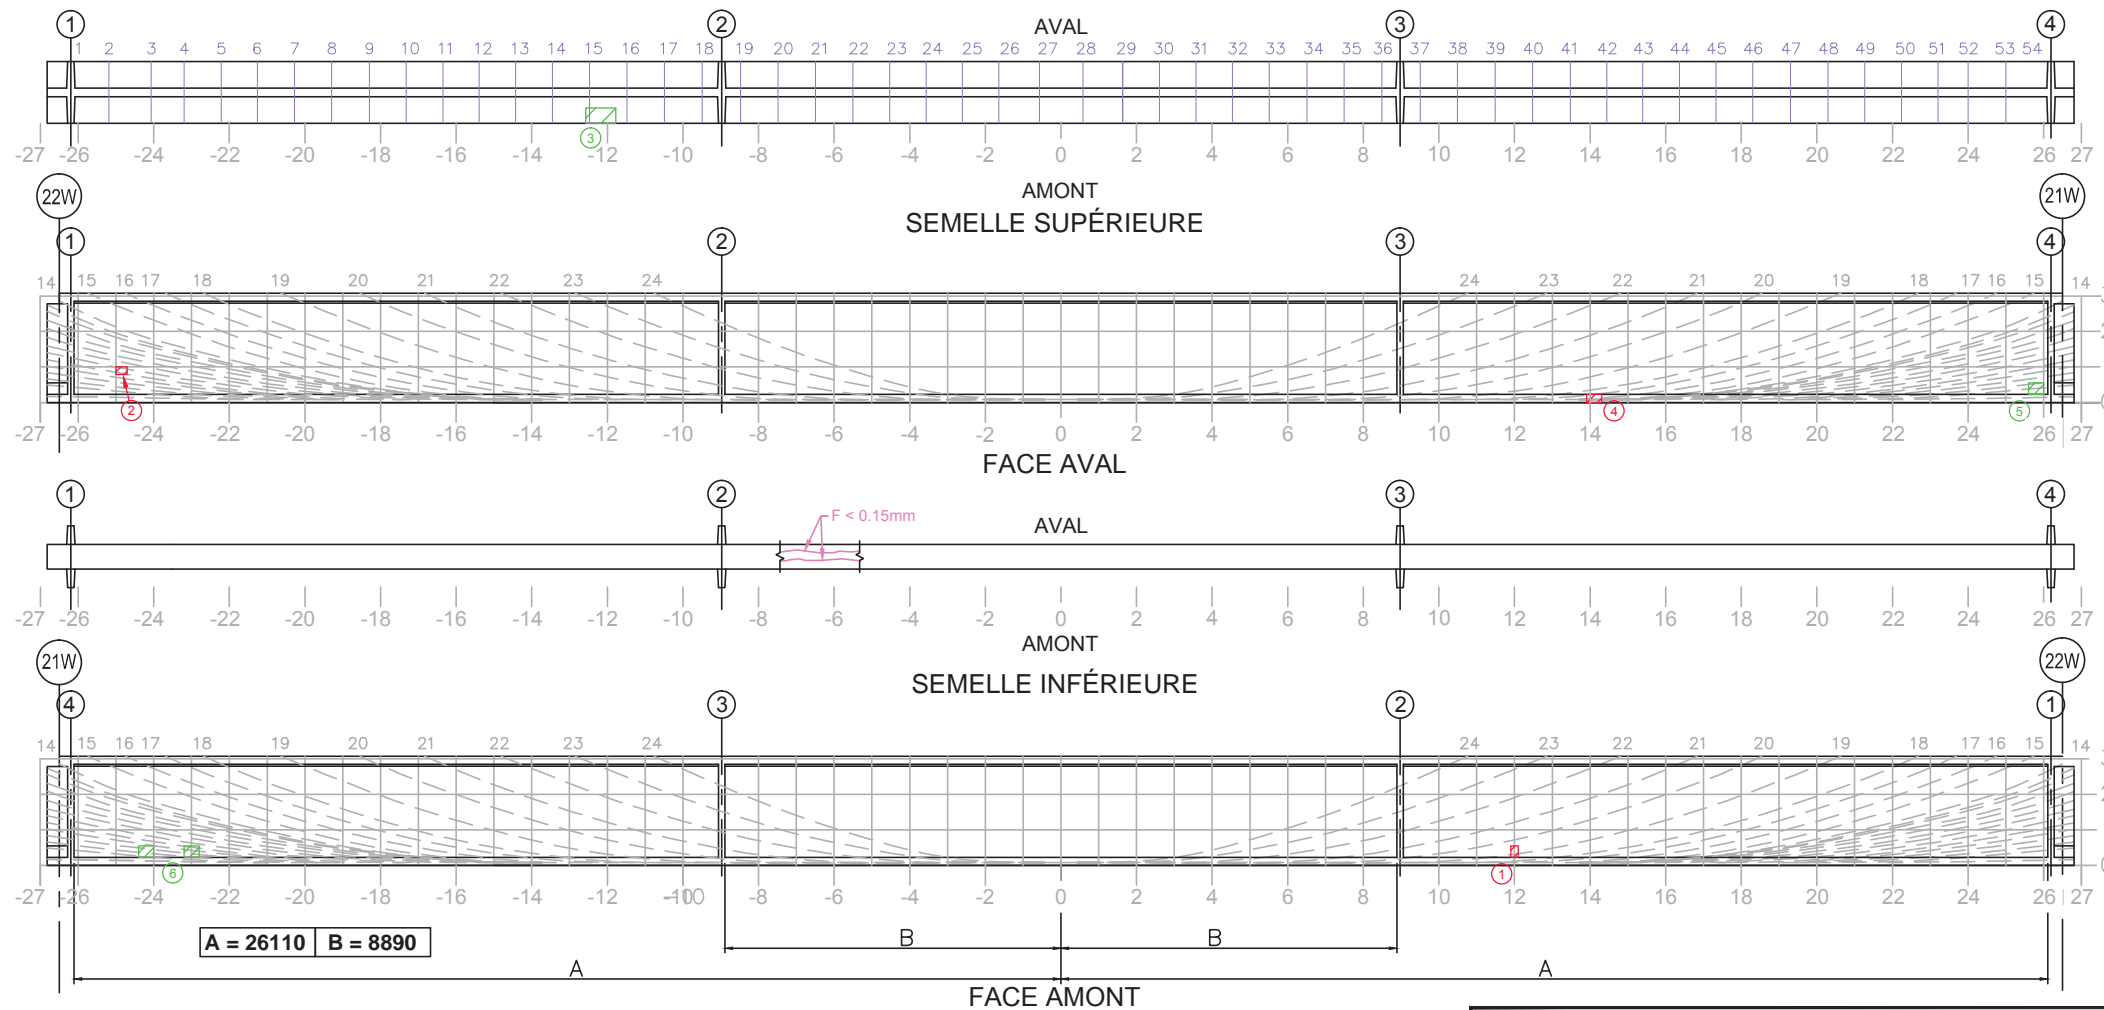 1 2 AVAL 3 4
1 2 3 4 5 6 7 8 9 10 11 12 13 14 15 16 17 18 19 20 21 22 23 24 25 26 27 28 29 30 31 32 33 34 35 36 37 38 39 40 41 42 43 44 45 46 47 48 49 50 51 52 53 54
3
-27 -26 -24 -22 -20 -18 -16 -14 -12 -10 -8 -6 -4 -2 0 2 4 6 8 10 12 14 16 18 20 22 24 26 27
AMONT
22W 21W
SEMELLE SUPÉRIEURE
1 2 3 4
14 15 16 17 18 19 20 21 22 23 24 24 23 22 21 20 19 18 17 16 15 14
2 4 5
-27 -26 -24 -22 -20 -18 -16 -14 -12 -10 -8 -6 -4 -2 0 2 4 6 8 10 12 14 16 18 20 22 24 26 27
FACE AVAL
1 2 3 4
F < 0.15mm
AVAL
-27 -26 -24 -22 -20 -18 -16 -14 -12 -10 -8 -6 -4 -2 0 2 4 6 8 10 12 14 16 18 20 22 24 26 27
AMONT
21W 22W
SEMELLE INFÉRIEURE
4 3 2 1
14 15 16 17 18 19 20 21 22 23 24 24 23 22 21 20 19 18 17 16 15 14
6 1
-27 -26 -24 -22 -20 -18 -16 -14 -12 -10 -8 -6 -4 -2 0 2 4 6 8 10 12 14 16 18 20 22 24 26 27
A = 26110 B = 8890
B B
A A
FACE AMONT